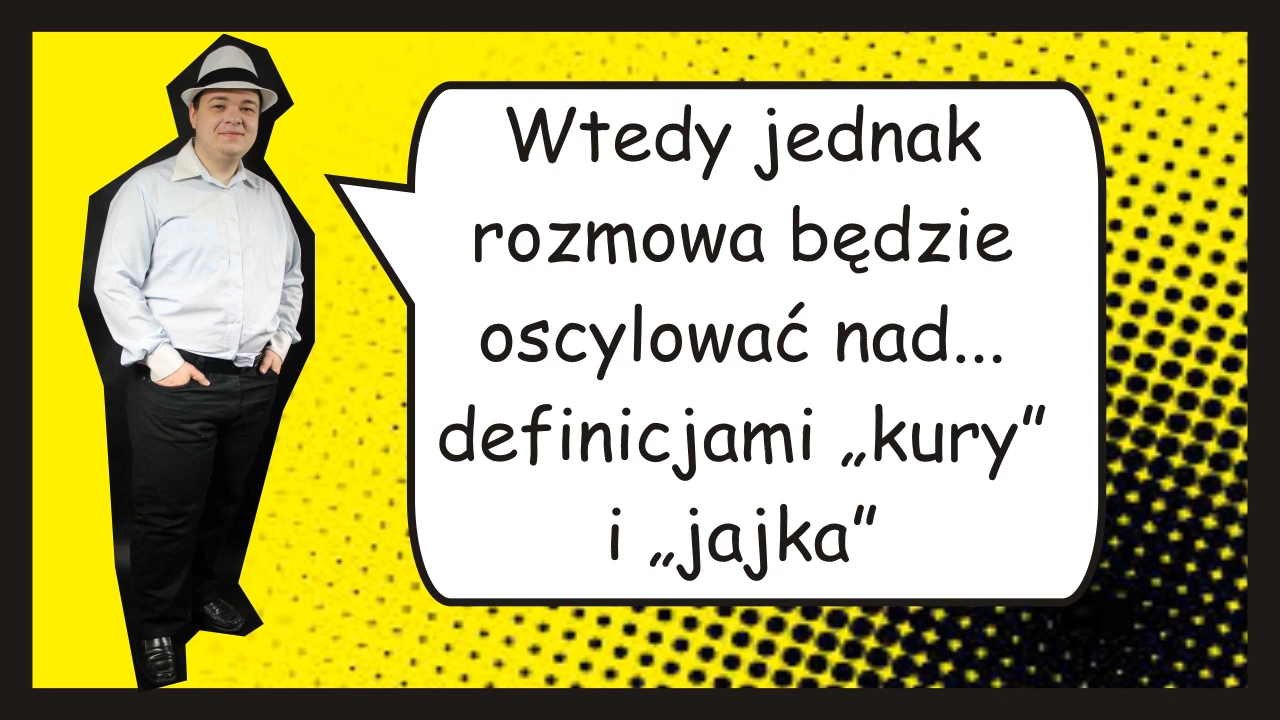 Wtedy jednak
rozmowa będzie
oscylować nad...
definicjami „kury”
i „jajka”